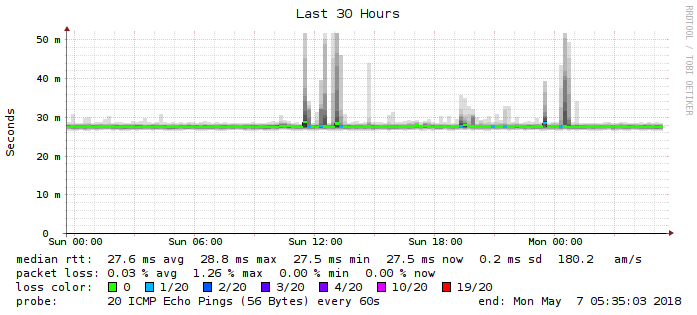 Last 30 Hours
RRDTOOL / TOBI OETIKER
Seconds
50 m
40 m
30 m
20 m
10 m
0
Sun 00:00 Sun 06:00 Sun 12:00 Sun 18:00 Mon 00:00
median rtt: 27.6 ms avg 28.8 ms max 27.5 ms min 27.5 ms now 0.2 ms sd 180.2 am/s
packet loss: 0.03 % avg 1.26 % max 0.00 % min 0.00 % now
loss color: 0 1/20 2/20 3/20 4/20 10/20 19/20
probe: 20 ICMP Echo Pings (56 Bytes) every 60s end: Mon May 7 05:35:03 2018